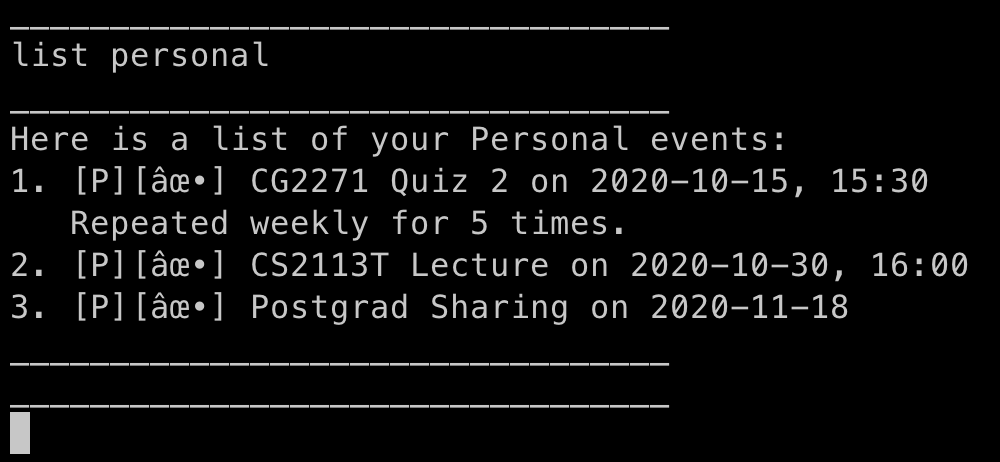 _________________________________
list personal
_________________________________
Here is a list of your Personal events:
1. [P][âœ•] CG2271 Quiz 2 on 2020-10-15, 15:30
   Repeated weekly for 5 times.
2. [P][âœ•] CS2113T Lecture on 2020-10-30, 16:00
3. [P][âœ•] Postgrad Sharing on 2020-11-18
_________________________________
_________________________________